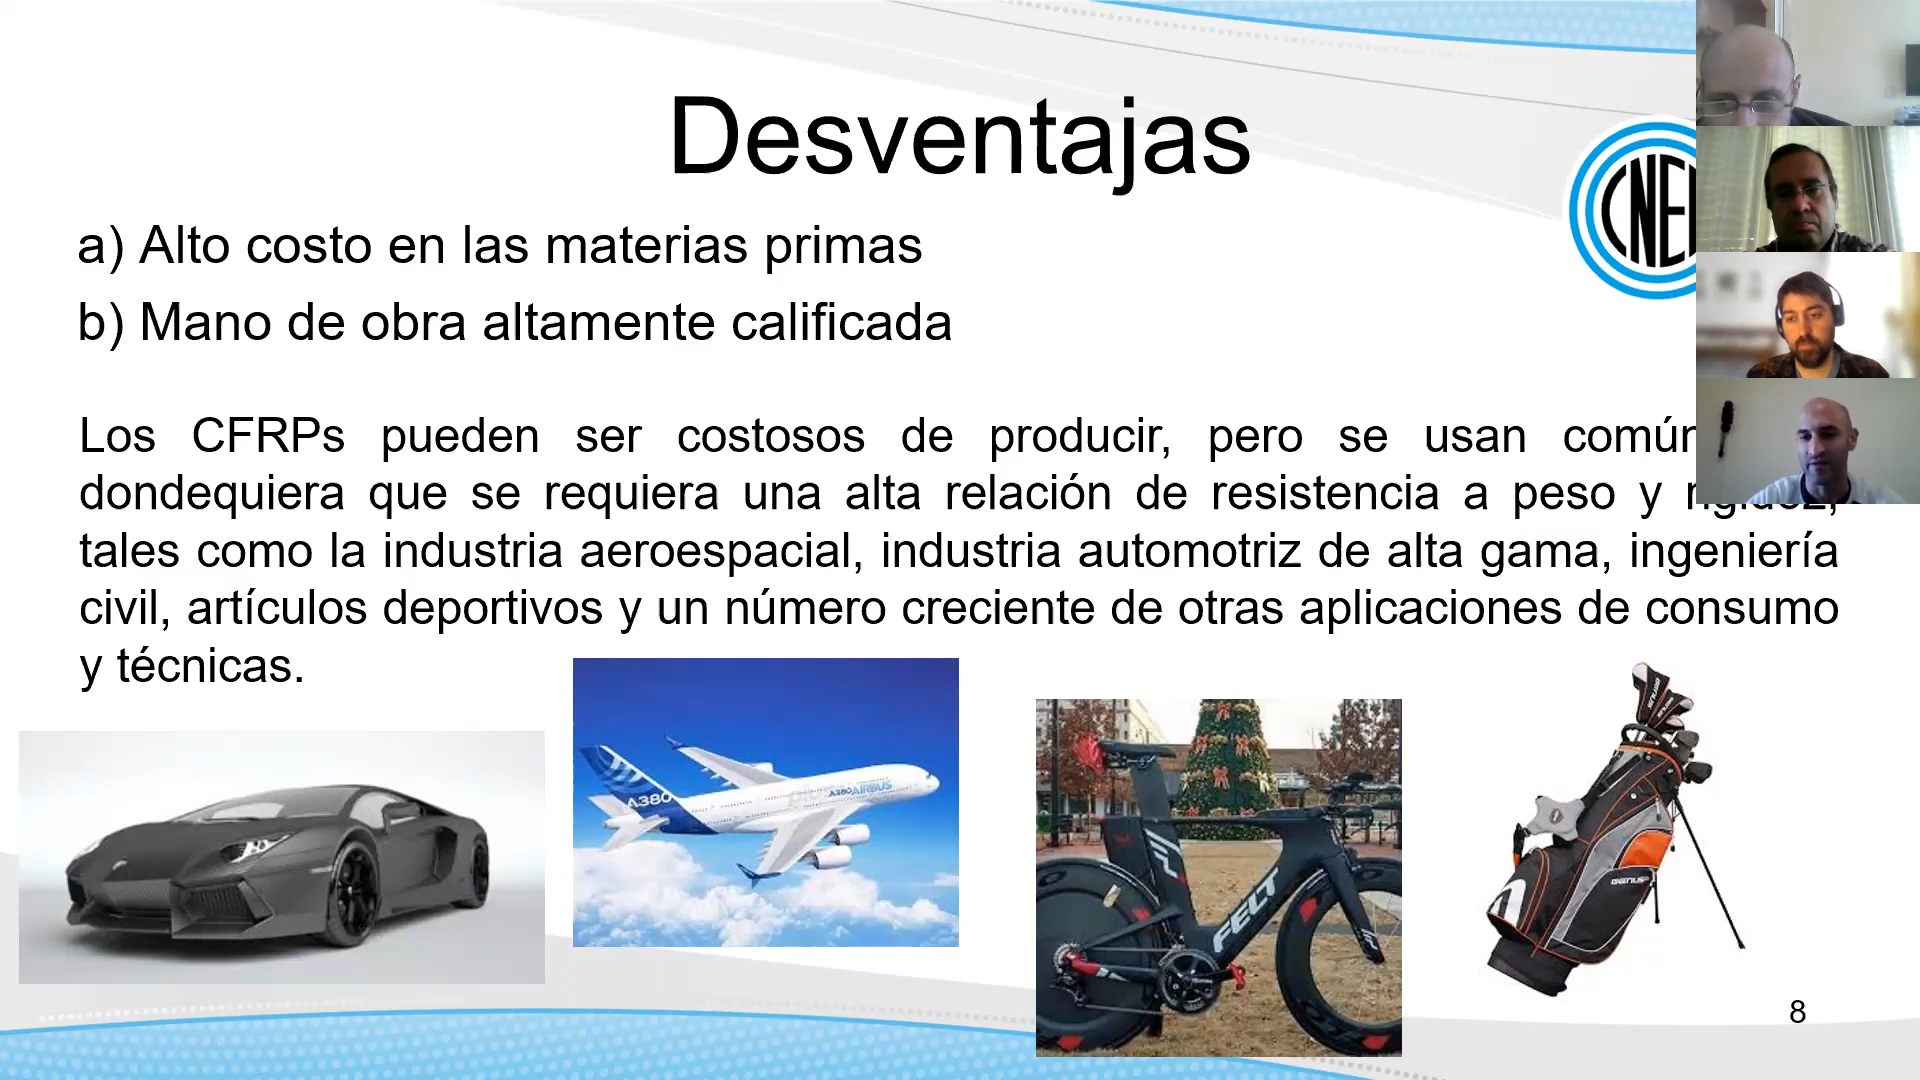 Desventajas
a) Alto costo en las materias primas
b) Mano de obra altamente calificada
Los CFRPs pueden ser costosos de producir, pero se usan
dondequiera que se requiera una alta relación de resistencia a peso y rigidez,
tales como la industria aeroespacial, industria automotriz de alta gama, ingeniería
civil, artículos deportivos y un número creciente de otras aplicaciones de consumo
y técnicas.
A380
A380 AIRBUS
FELT
GENIUS
8